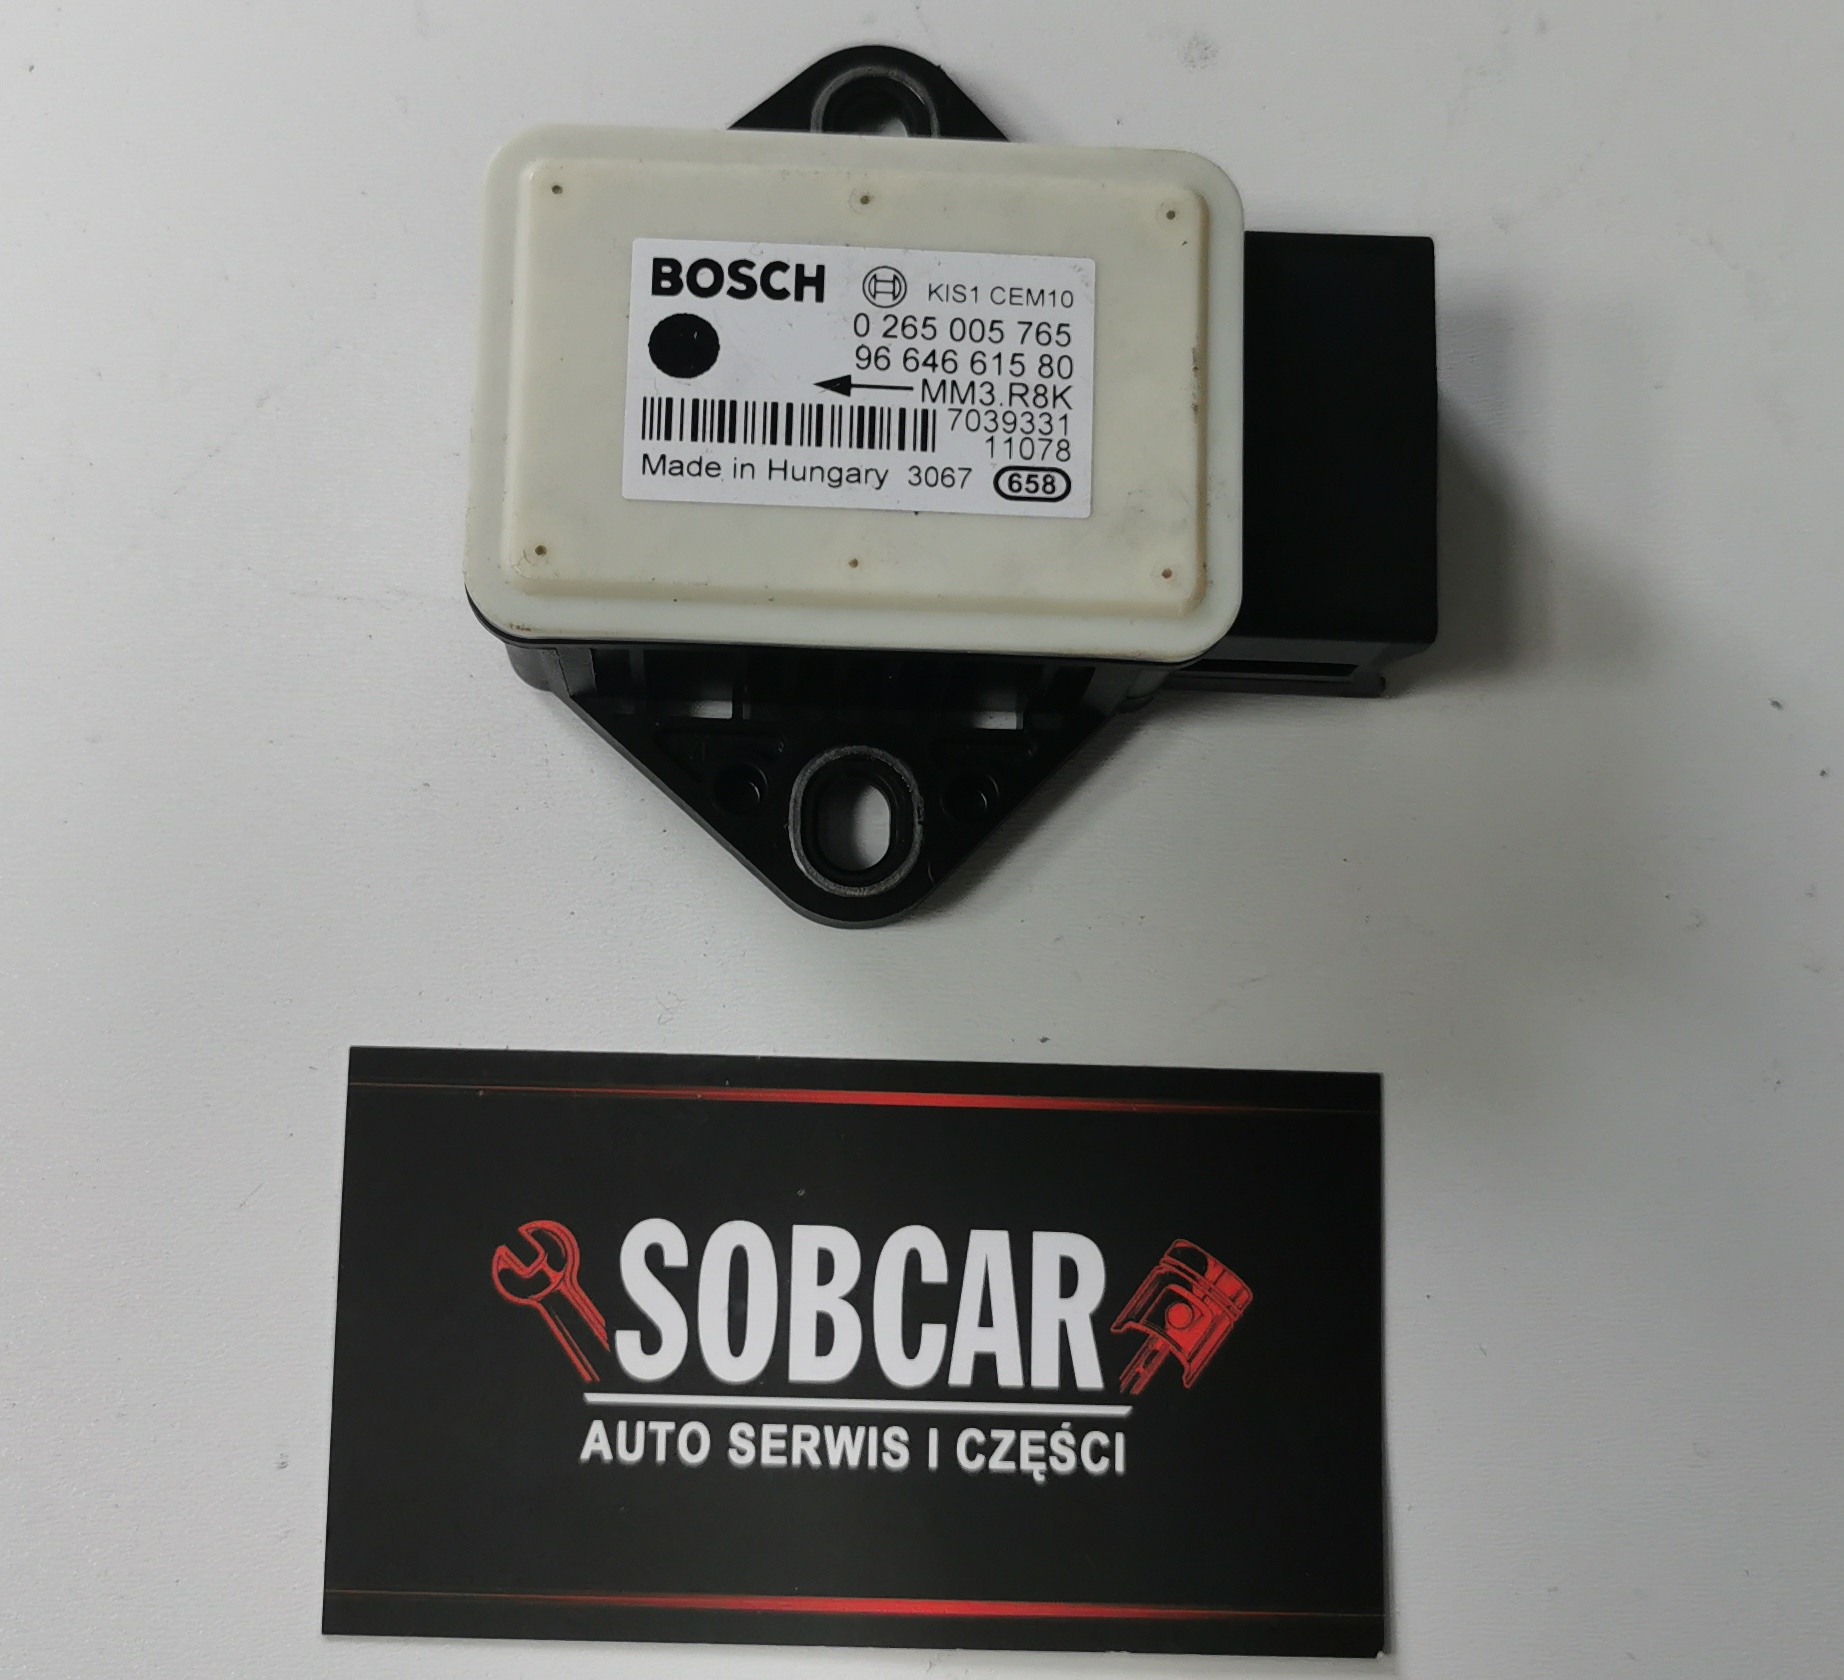 BOSCH KIS1 CEM10
0 265 005 765
96 646 615 80
MM3.R8K
7039331
11078
Made in Hungary 3067 658
SOBCAR
AUTO SERWIS I CZĘŚCI